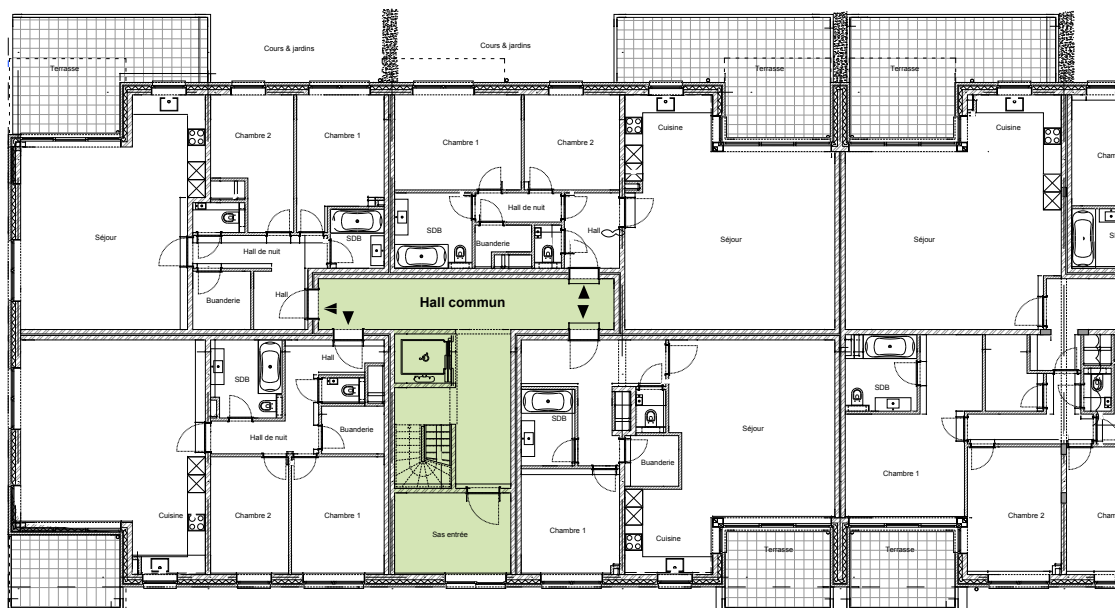 Cours & jardins
Cours & jardins
Terrasse
Terrasse
Terrasse
Cuisine
Cuisine
Chambre 2
Chambre 1
Chambre 1
Chambre 2
Hall de nuit
Séjour
SDB
SDB
Hall
Séjour
Séjour
Hall de nuit
Buanderie
Buanderie
Hall
Hall commun
Hall
SDB
SDB
SDB
Hall de nuit
Buanderie
Séjour
Buanderie
Chambre 1
Cuisine
Chambre 2
Chambre 1
Chambre 1
Chambre 2
Sas entrée
Cuisine
Terrasse
Terrasse